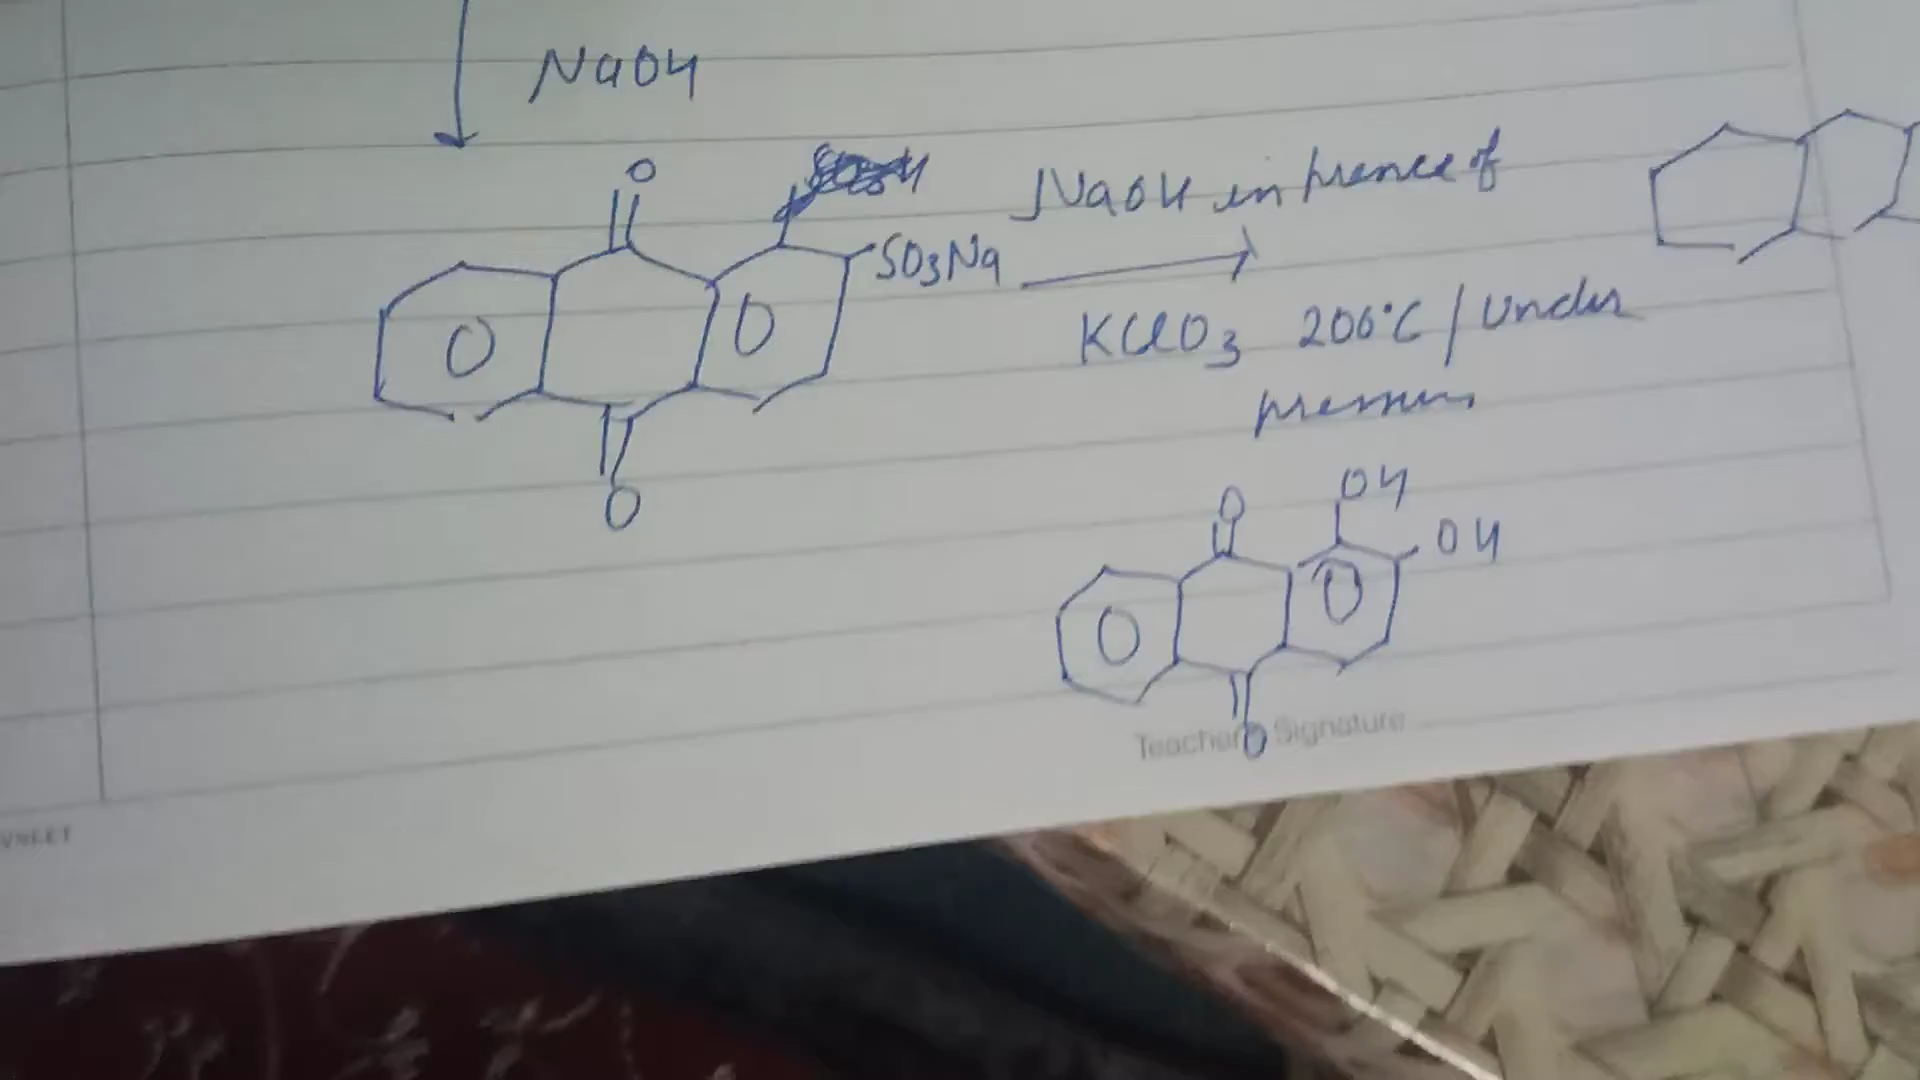 NaOH
O
SO3Na
O
NaOH in presence of
KClO3 200°C / Under
pressure
O
OH
OH
O
Teacher's Signature